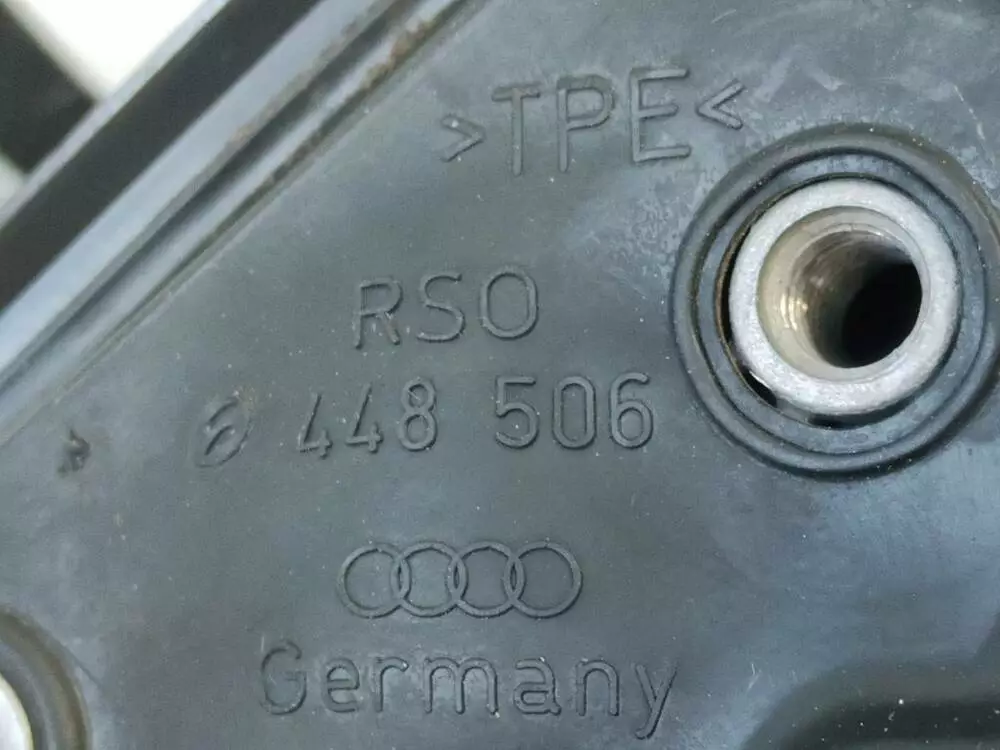 >TPE<
RSO
448 506
Germany